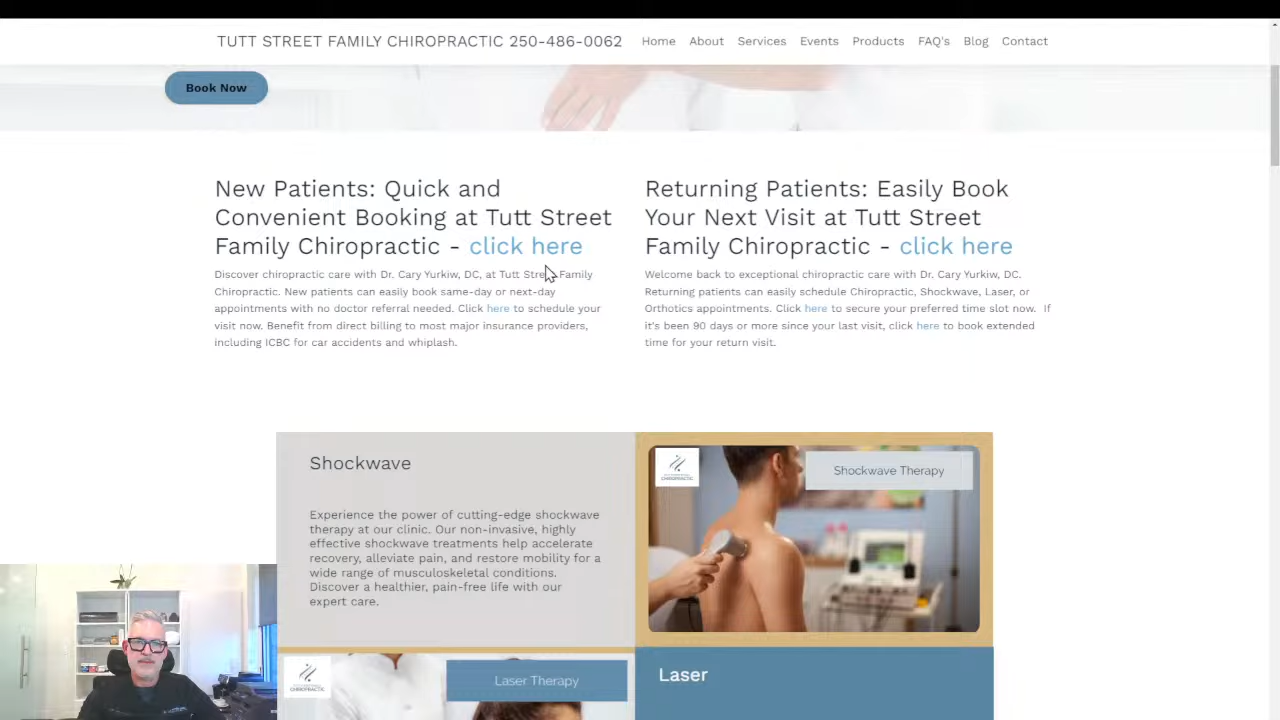 TUTT STREET FAMILY CHIROPRACTIC 250-486-0062
Home About Services Events Products FAQ's Blog Contact
Book Now
New Patients: Quick and
Convenient Booking at Tutt Street
Family Chiropractic - click here
Discover chiropractic care with Dr. Cary Yurkiw, DC, at Tutt Street Family
Chiropractic. New patients can easily book same-day or next-day
appointments with no doctor referral needed. Click here to schedule your
visit now. Benefit from direct billing to most major insurance providers,
including ICBC for car accidents and whiplash.
Returning Patients: Easily Book
Your Next Visit at Tutt Street
Family Chiropractic - click here
Welcome back to exceptional chiropractic care with Dr. Cary Yurkiw, DC.
Returning patients can easily schedule Chiropractic, Shockwave, Laser, or
Orthotics appointments. Click here to secure your preferred time slot now. If
it's been 90 days or more since your last visit, click here to book extended
time for your return visit.
Shockwave
Experience the power of cutting-edge shockwave
therapy at our clinic. Our non-invasive, highly
effective shockwave treatments help accelerate
recovery, alleviate pain, and restore mobility for a
wide range of musculoskeletal conditions.
Discover a healthier, pain-free life with our
expert care.
CHIROPRACTIC
Shockwave Therapy
CHIROPRACTIC
Laser Therapy
Laser